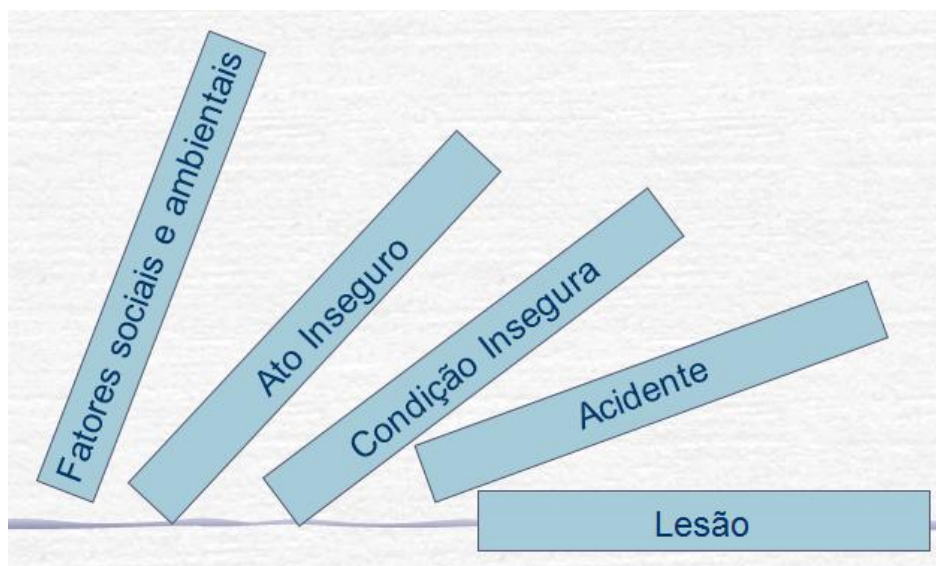 Fatores sociais e ambientais
Ato Inseguro
Condição Insegura
Acidente
Lesão